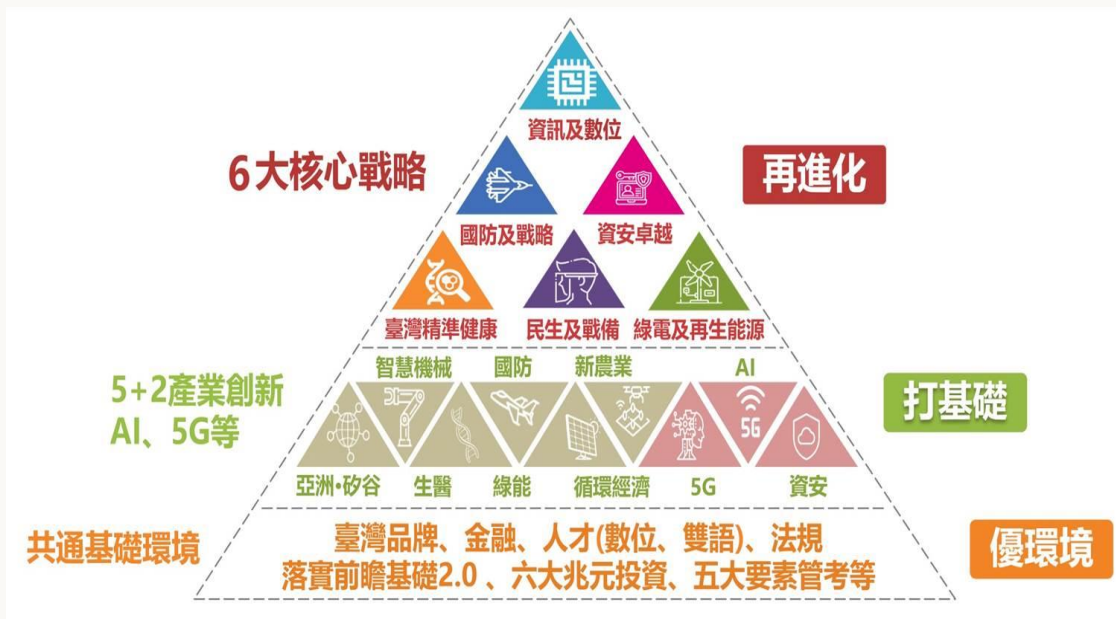 資訊及數位
6大核心戰略
再進化
國防及戰略
資安卓越
臺灣精準健康
民生及戰備
綠電及再生能源
智慧機械
國防
新農業
AI
5+2產業創新
AI、5G等
打基礎
5G
亞洲•矽谷
生醫
綠能
循環經濟
5G
資安
共通基礎環境
臺灣品牌、金融、人才(數位、雙語)、法規
落實前瞻基礎2.0 、六大兆元投資、五大要素管考等
優環境